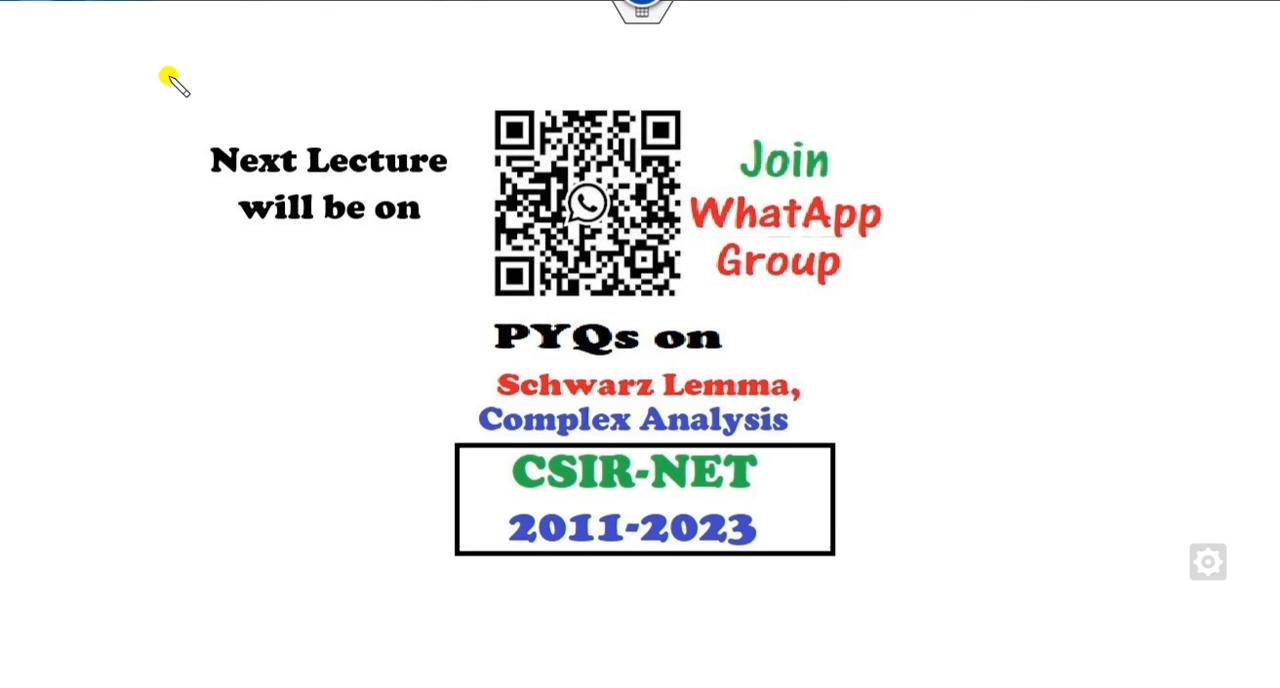 Next Lecture
will be on
Join
WhatApp
Group
PYQs on
Schwarz Lemma,
Complex Analysis
CSIR-NET
2011-2023